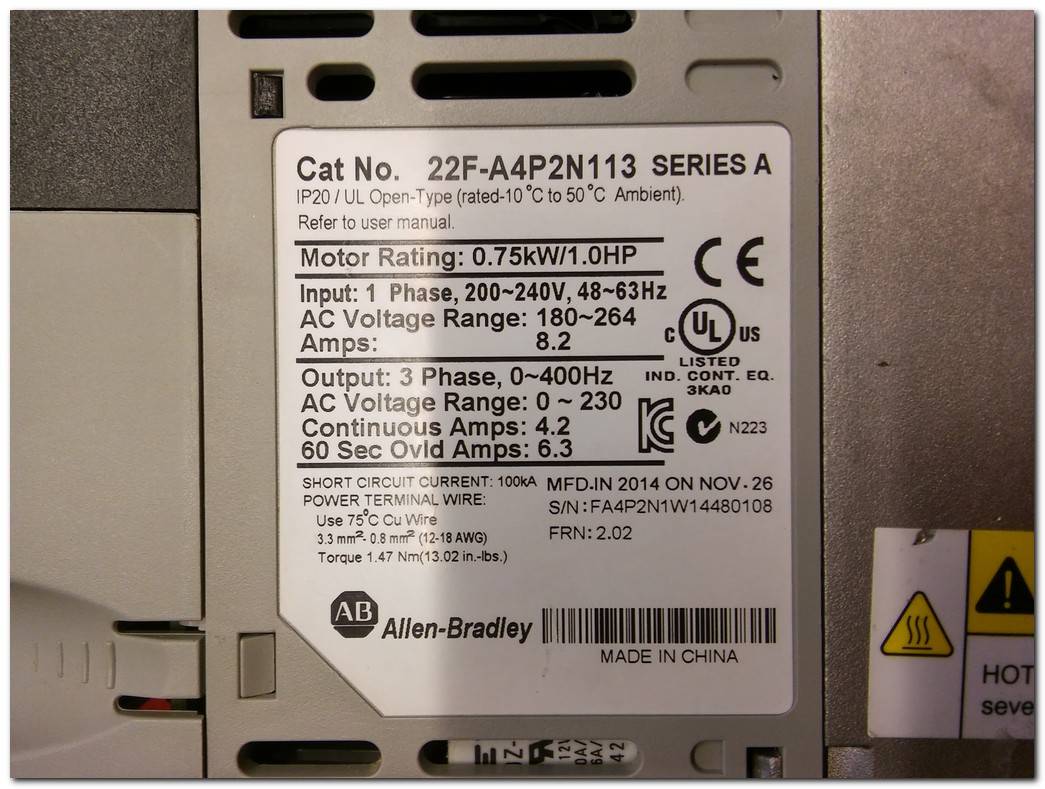 Cat No. 22F-A4P2N113 SERIES A
IP20 / UL Open-Type (rated-10°C to 50°C Ambient).
Refer to user manual.
Motor Rating: 0.75kW/1.0HP
CE
Input: 1 Phase, 200~240V, 48~63Hz
AC Voltage Range: 180~264
Amps: 8.2
C UL US
LISTED
IND. CONT. EQ.
3KA0
Output: 3 Phase, 0~400Hz
AC Voltage Range: 0 ~ 230
Continuous Amps: 4.2
60 Sec Ovld Amps: 6.3
N223
SHORT CIRCUIT CURRENT: 100kA
POWER TERMINAL WIRE:
Use 75°C Cu Wire
3.3 mm²- 0.8 mm² (12-18 AWG)
Torque 1.47 Nm(13.02 in.-lbs.)
MFD.IN 2014 ON NOV. 26
S/N:FA4P2N1W14480108
FRN: 2.02
AB Allen-Bradley
MADE IN CHINA
HOT
seve